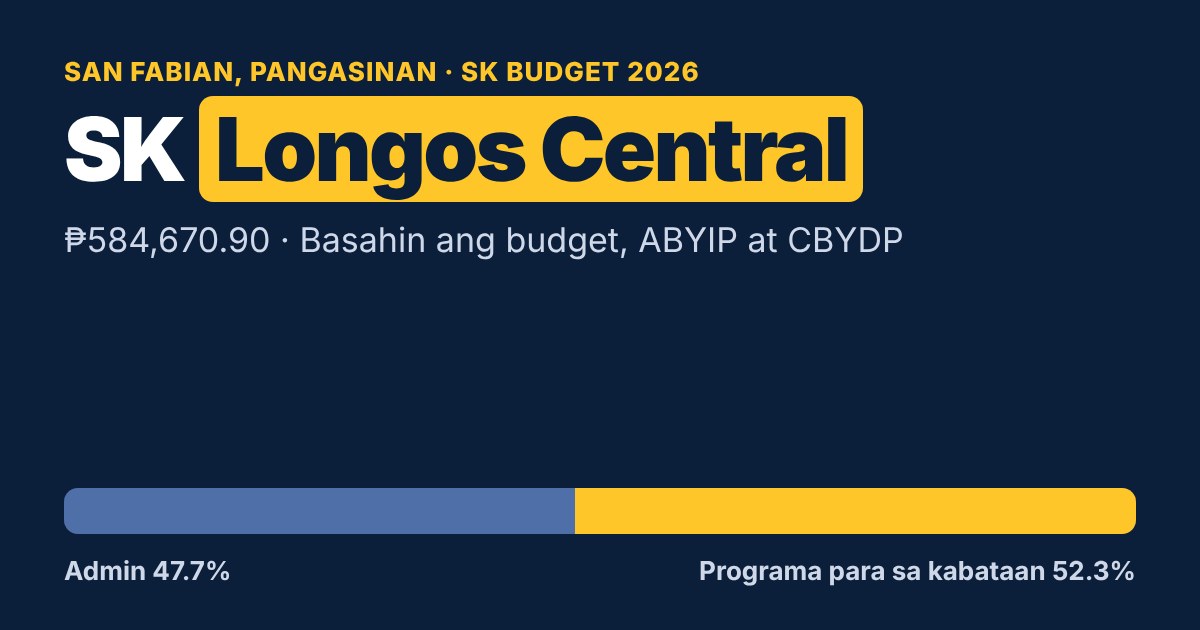 SAN FABIAN, PANGASINAN · SK BUDGET 2026
SK Longos Central
₱584,670.90 · Basahin ang budget, ABYIP at CBYDP
Admin 47.7%
Programa para sa kabataan 52.3%